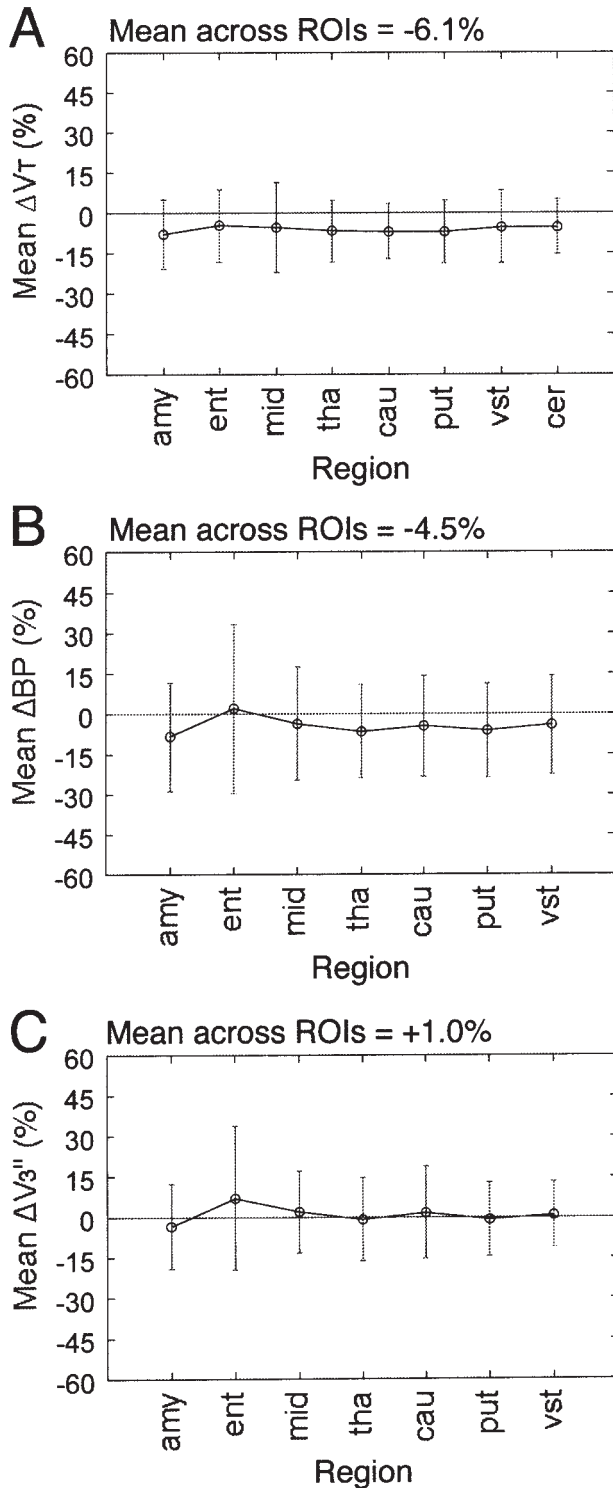 A
Mean across ROIs = -6.1%
Mean ΔVT (%)
60
45
30
15
0
-15
-30
-45
-60
amy
ent
mid
tha
cau
put
vst
cer
Region
B
Mean across ROIs = -4.5%
Mean ΔBP (%)
60
45
30
15
0
-15
-30
-45
-60
amy
ent
mid
tha
cau
put
vst
Region
C
Mean across ROIs = +1.0%
Mean ΔV3" (%)
60
45
30
15
0
-15
-30
-45
-60
amy
ent
mid
tha
cau
put
vst
Region